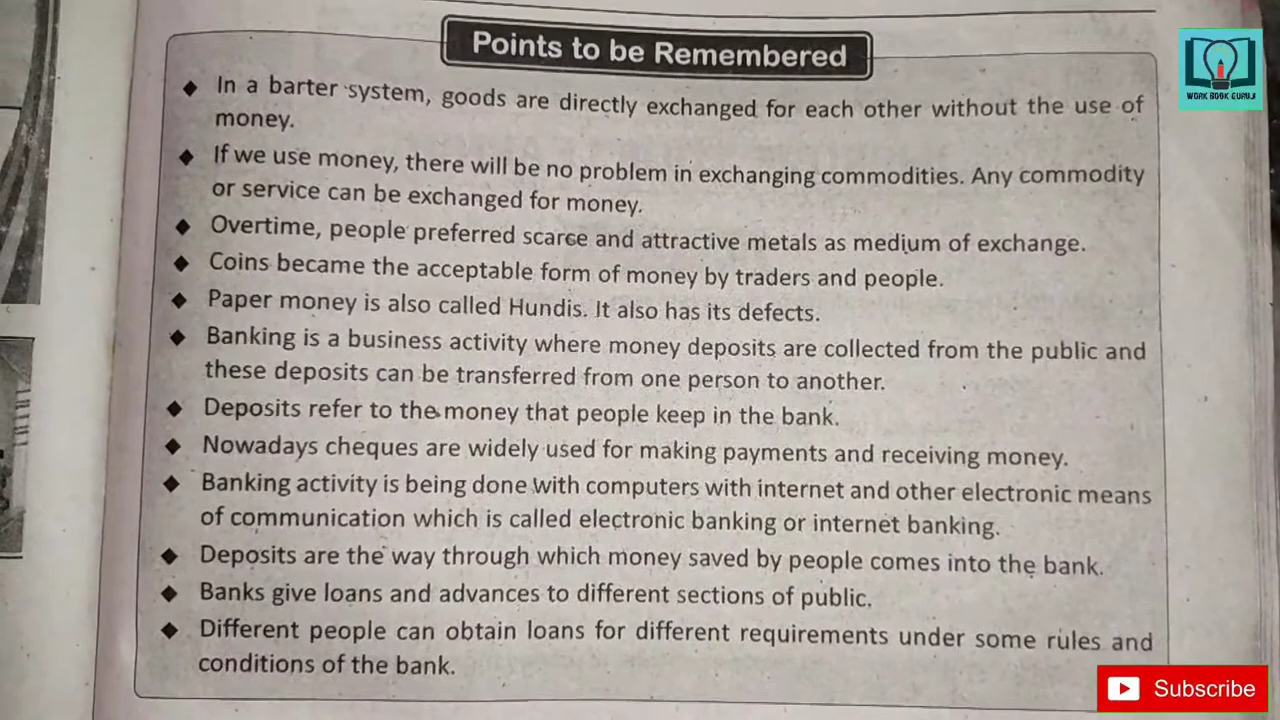 Points to be Remembered
WORK BOOK GURUJI
◆ In a barter system, goods are directly exchanged for each other without the use of
money.
◆ If we use money, there will be no problem in exchanging commodities. Any commodity
or service can be exchanged for money.
◆ Overtime, people preferred scarce and attractive metals as medium of exchange.
◆ Coins became the acceptable form of money by traders and people.
◆ Paper money is also called Hundis. It also has its defects.
◆ Banking is a business activity where money deposits are collected from the public and
these deposits can be transferred from one person to another.
◆ Deposits refer to the money that people keep in the bank.
◆ Nowadays cheques are widely used for making payments and receiving money.
◆ Banking activity is being done with computers with internet and other electronic means
of communication which is called electronic banking or internet banking.
◆ Deposits are the way through which money saved by people comes into the bank.
◆ Banks give loans and advances to different sections of public.
◆ Different people can obtain loans for different requirements under some rules and
conditions of the bank.
Subscribe